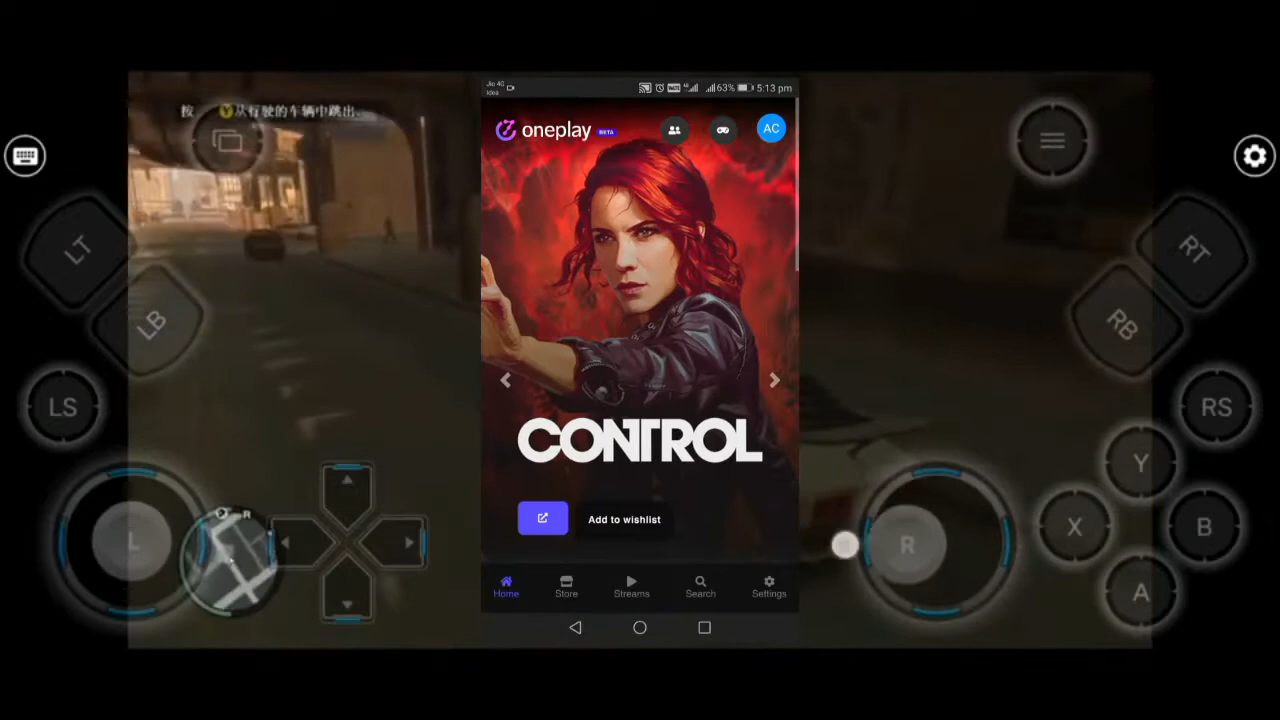 Jio 4G
Idea
63% 5:13 pm
按 Y从行驶的车辆中跳出.
oneplay BETA
AC
LT
RT
LB
RB
LS
RS
CONTROL
Y
R
Add to wishlist
X
B
L
R
A
Home
Store
Streams
Search
Settings